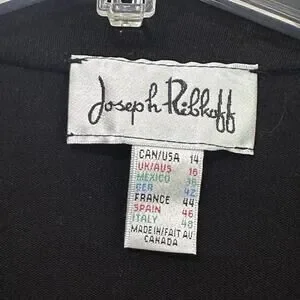 Joseph Ribkoff
CAN/USA 14
UK/AUS 16
MEXICO 38
GER 42
FRANCE 44
SPAIN 46
ITALY 48
MADE IN/FAIT AU
CANADA